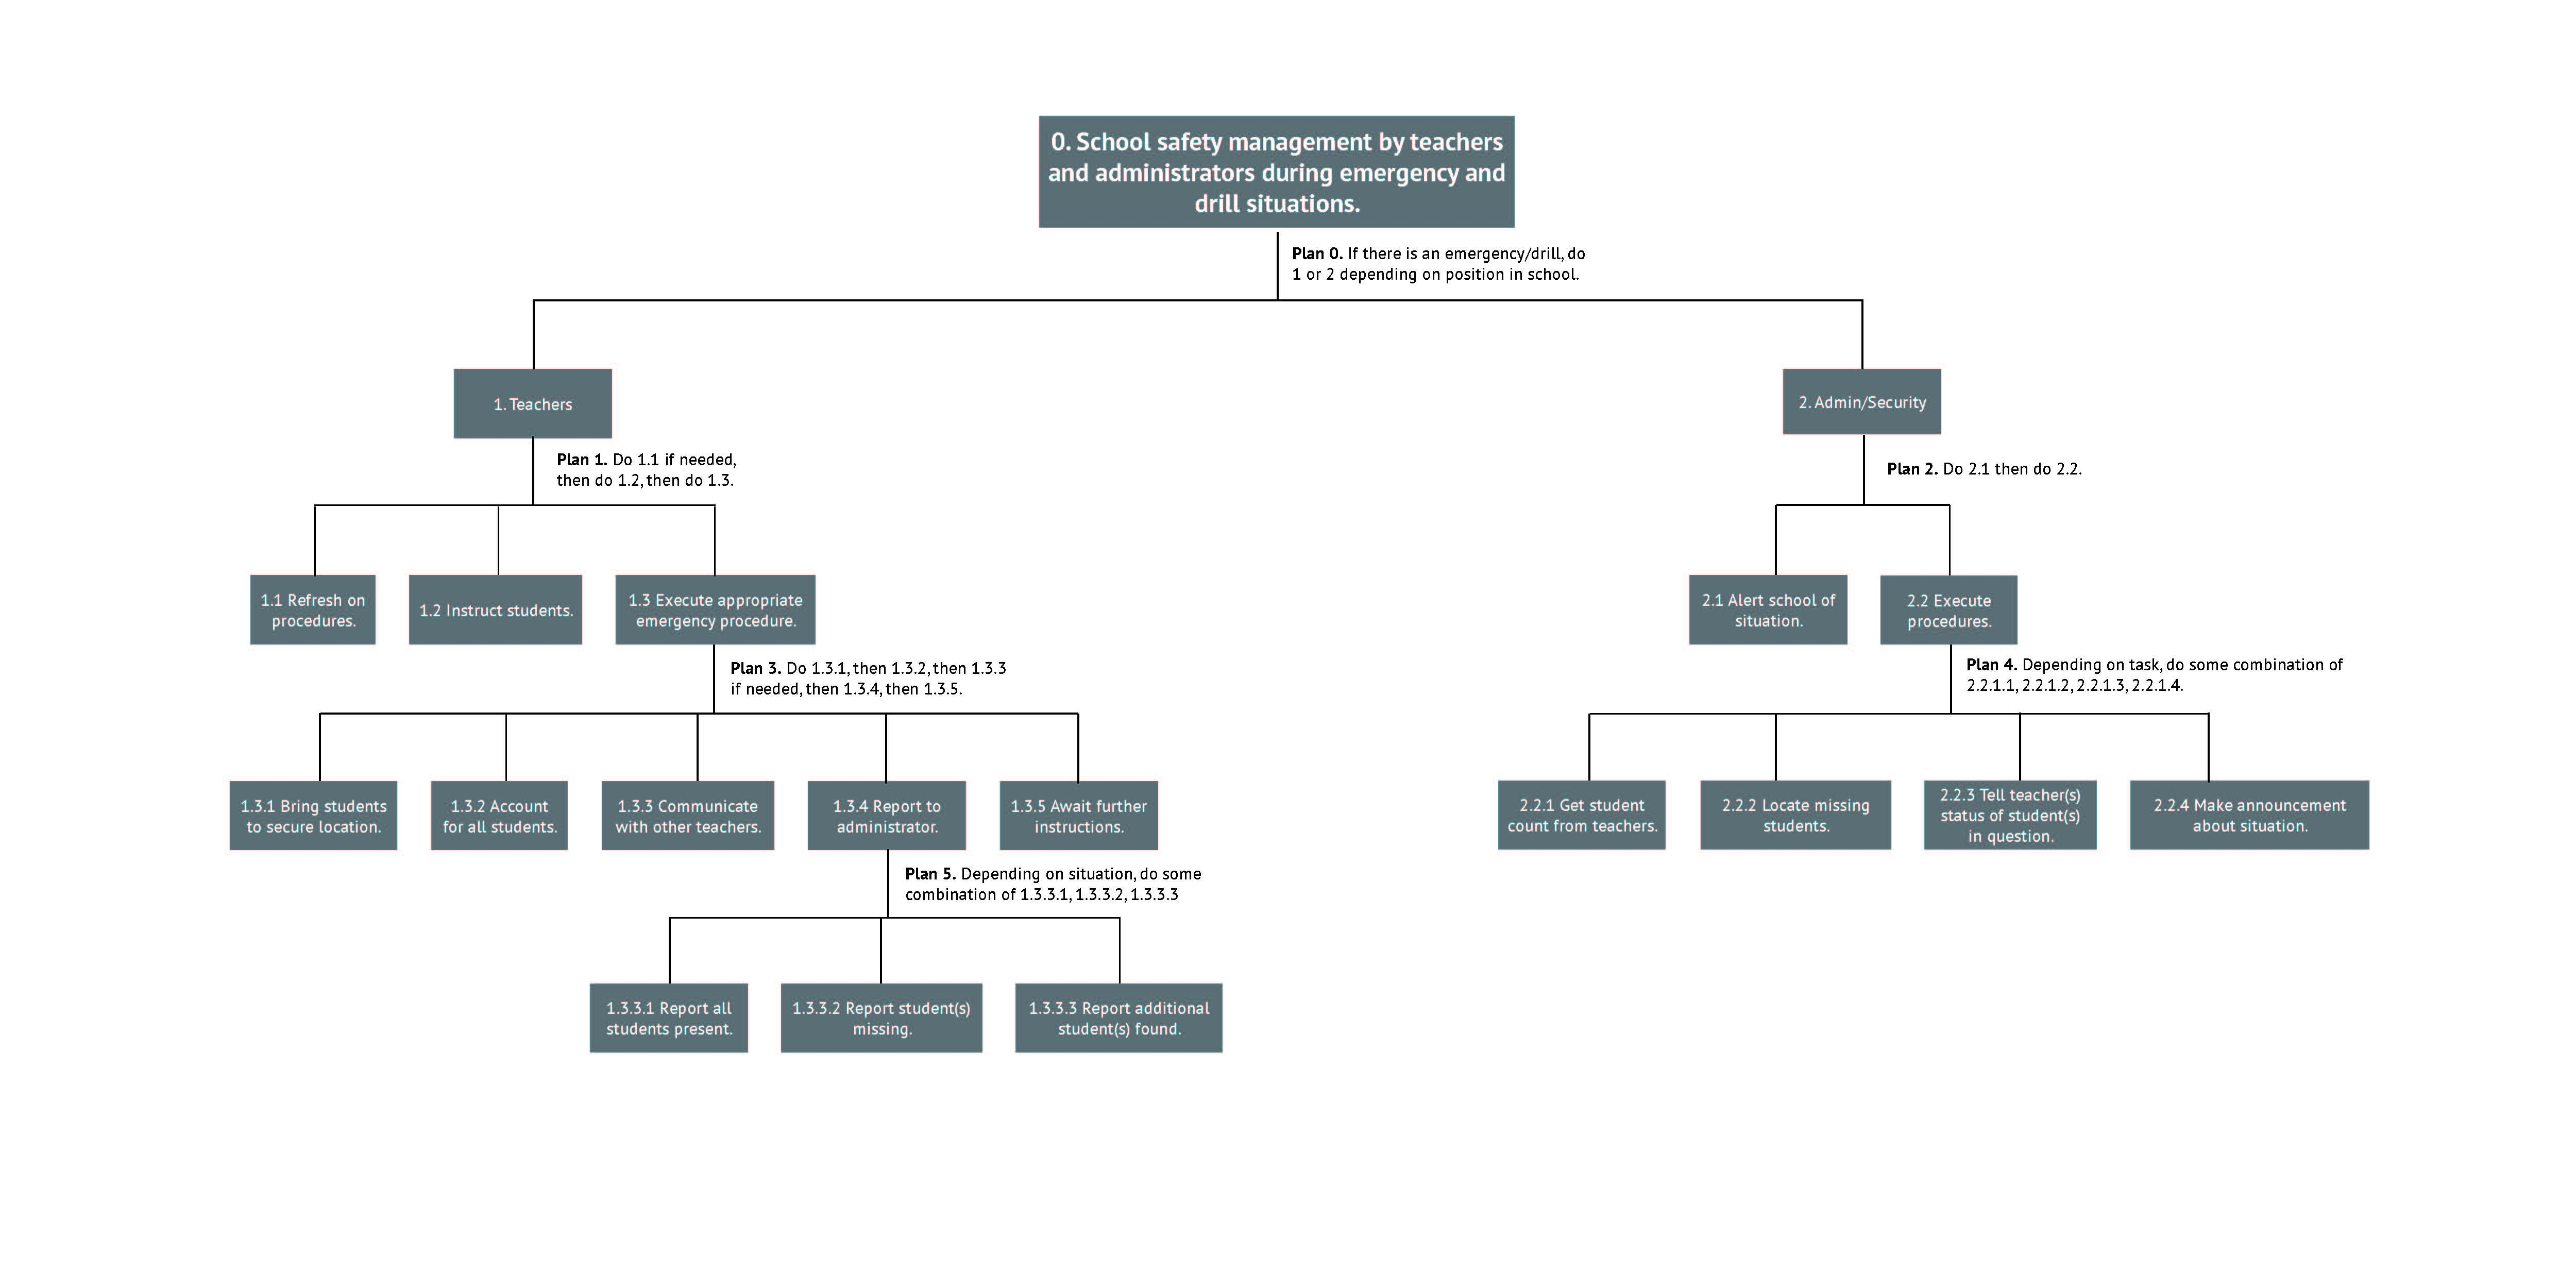 0. School safety management by teachers
and administrators during emergency and
drill situations.
Plan 0. If there is an emergency/drill, do
1 or 2 depending on position in school.
1. Teachers
2. Admin/Security
Plan 1. Do 1.1 if needed,
then do 1.2, then do 1.3.
Plan 2. Do 2.1 then do 2.2.
1.1 Refresh on
procedures.
1.2 Instruct students.
1.3 Execute appropriate
emergency procedure.
2.1 Alert school of
situation.
2.2 Execute
procedures.
Plan 3. Do 1.3.1, then 1.3.2, then 1.3.3
if needed, then 1.3.4, then 1.3.5.
Plan 4. Depending on task, do some combination of
2.2.1.1, 2.2.1.2, 2.2.1.3, 2.2.1.4.
1.3.1 Bring students
to secure location.
1.3.2 Account
for all students.
1.3.3 Communicate
with other teachers.
1.3.4 Report to
administrator.
1.3.5 Await further
instructions.
2.2.1 Get student
count from teachers.
2.2.2 Locate missing
students.
2.2.3 Tell teacher(s)
status of student(s)
in question.
2.2.4 Make announcement
about situation.
Plan 5. Depending on situation, do some
combination of 1.3.3.1, 1.3.3.2, 1.3.3.3
1.3.3.1 Report all
students present.
1.3.3.2 Report student(s)
missing.
1.3.3.3 Report additional
student(s) found.